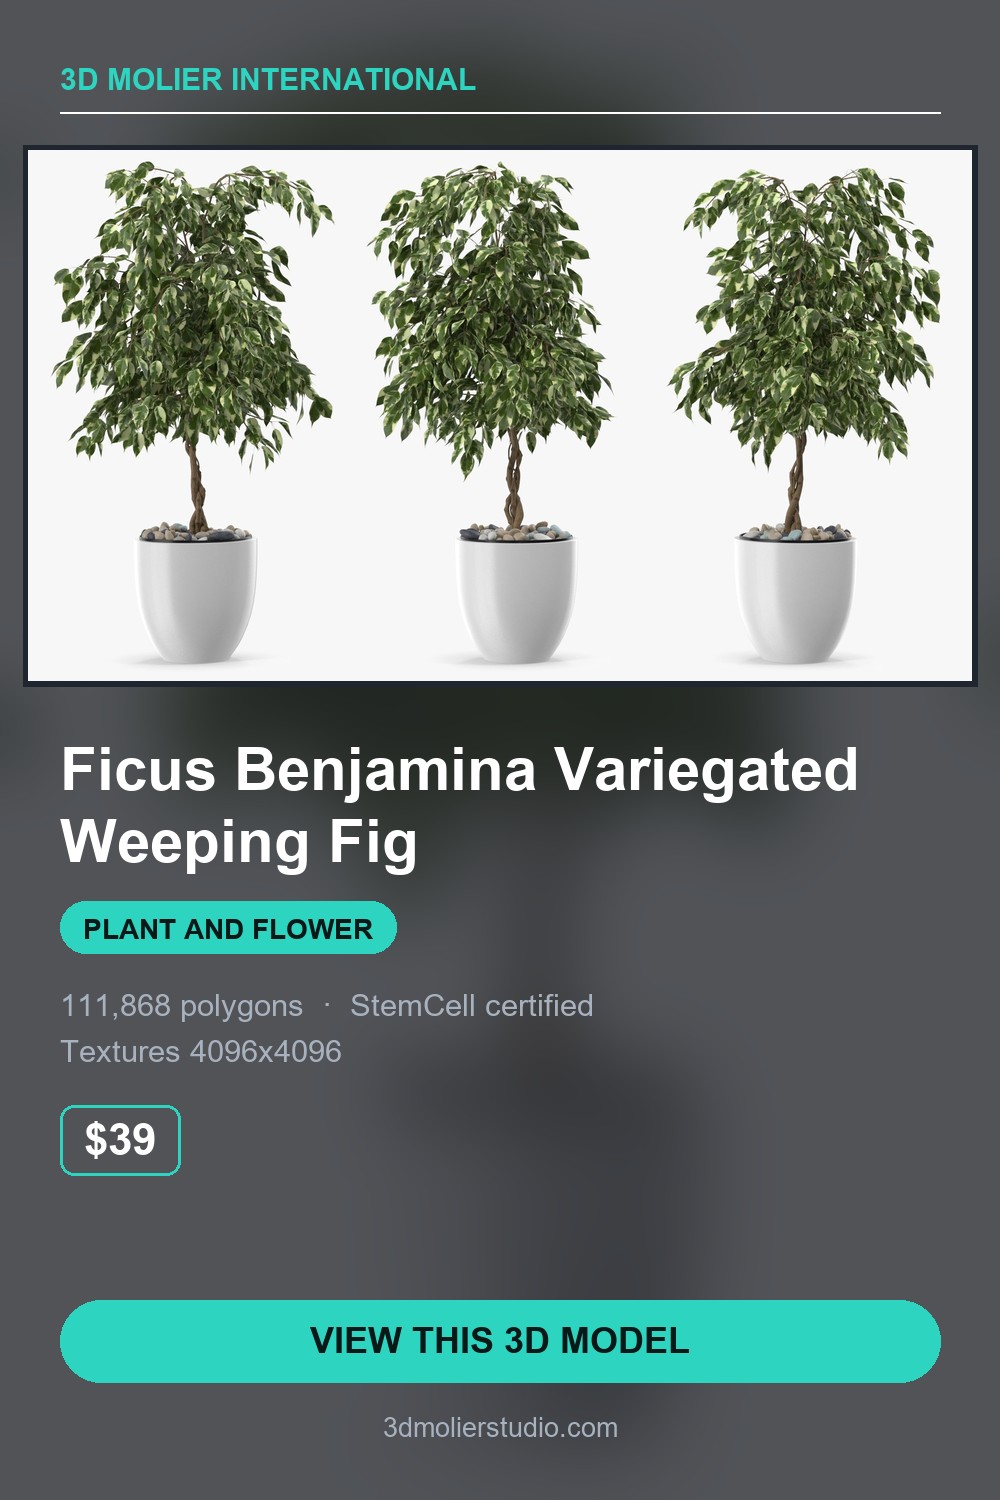 3D MOLIER INTERNATIONAL
Ficus Benjamina Variegated
Weeping Fig
PLANT AND FLOWER
111,868 polygons · StemCell certified
Textures 4096x4096
$39
VIEW THIS 3D MODEL
3dmolierstudio.com